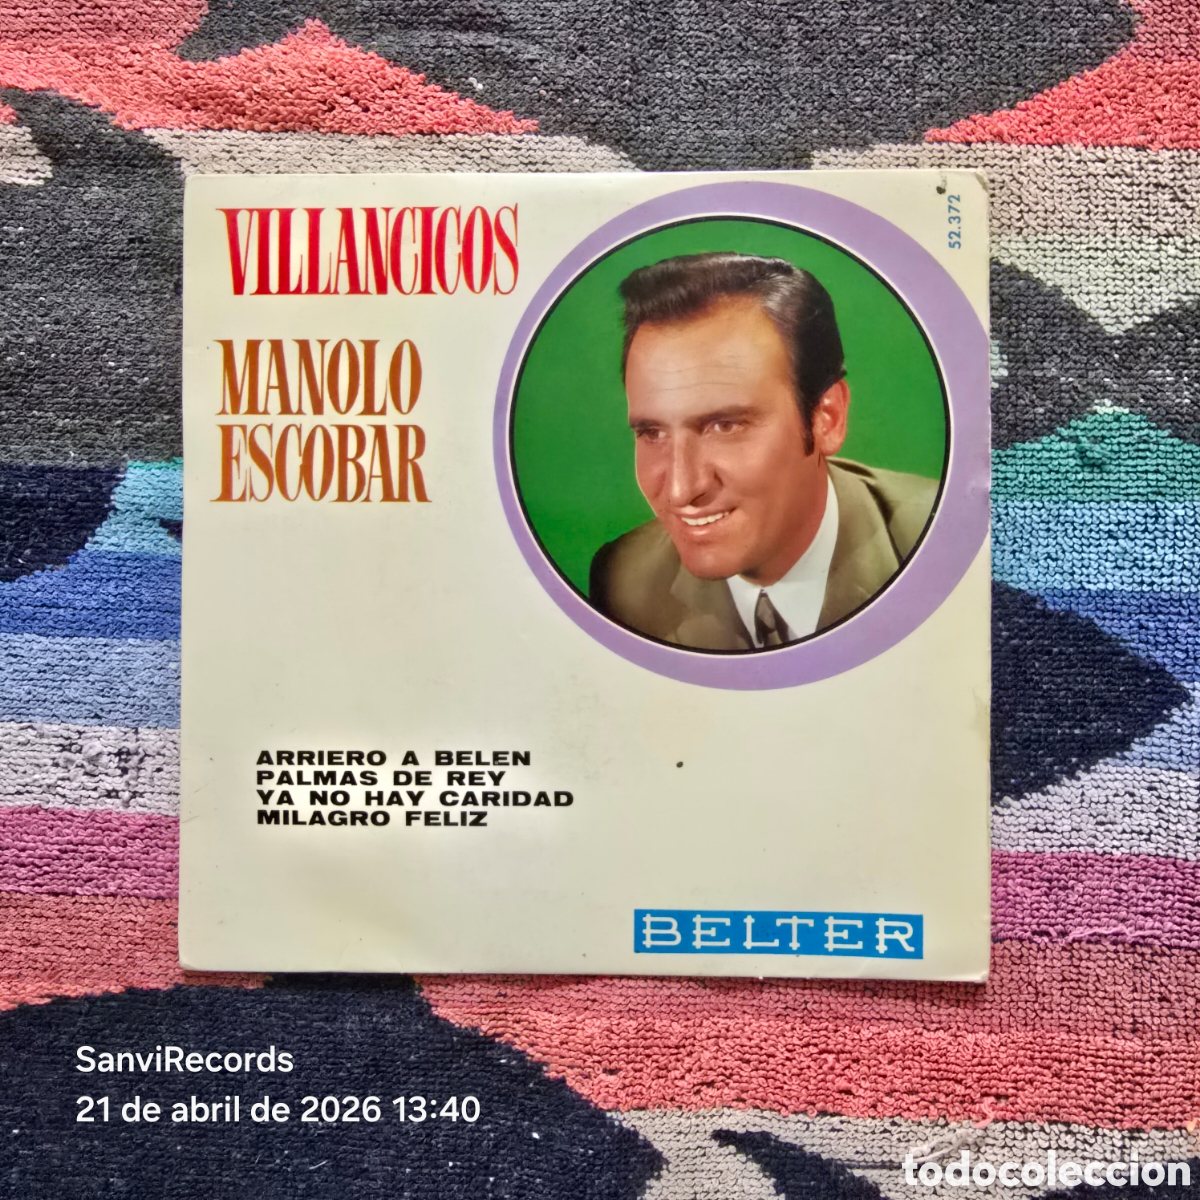 VILLANCICOS
52.372
MANOLO
ESCOBAR
ARRIERO A BELEN
PALMAS DE REY
YA NO HAY CARIDAD
MILAGRO FELIZ
BELTER
SanviRecords
21 de abril de 2026 13:40
todocoleccion